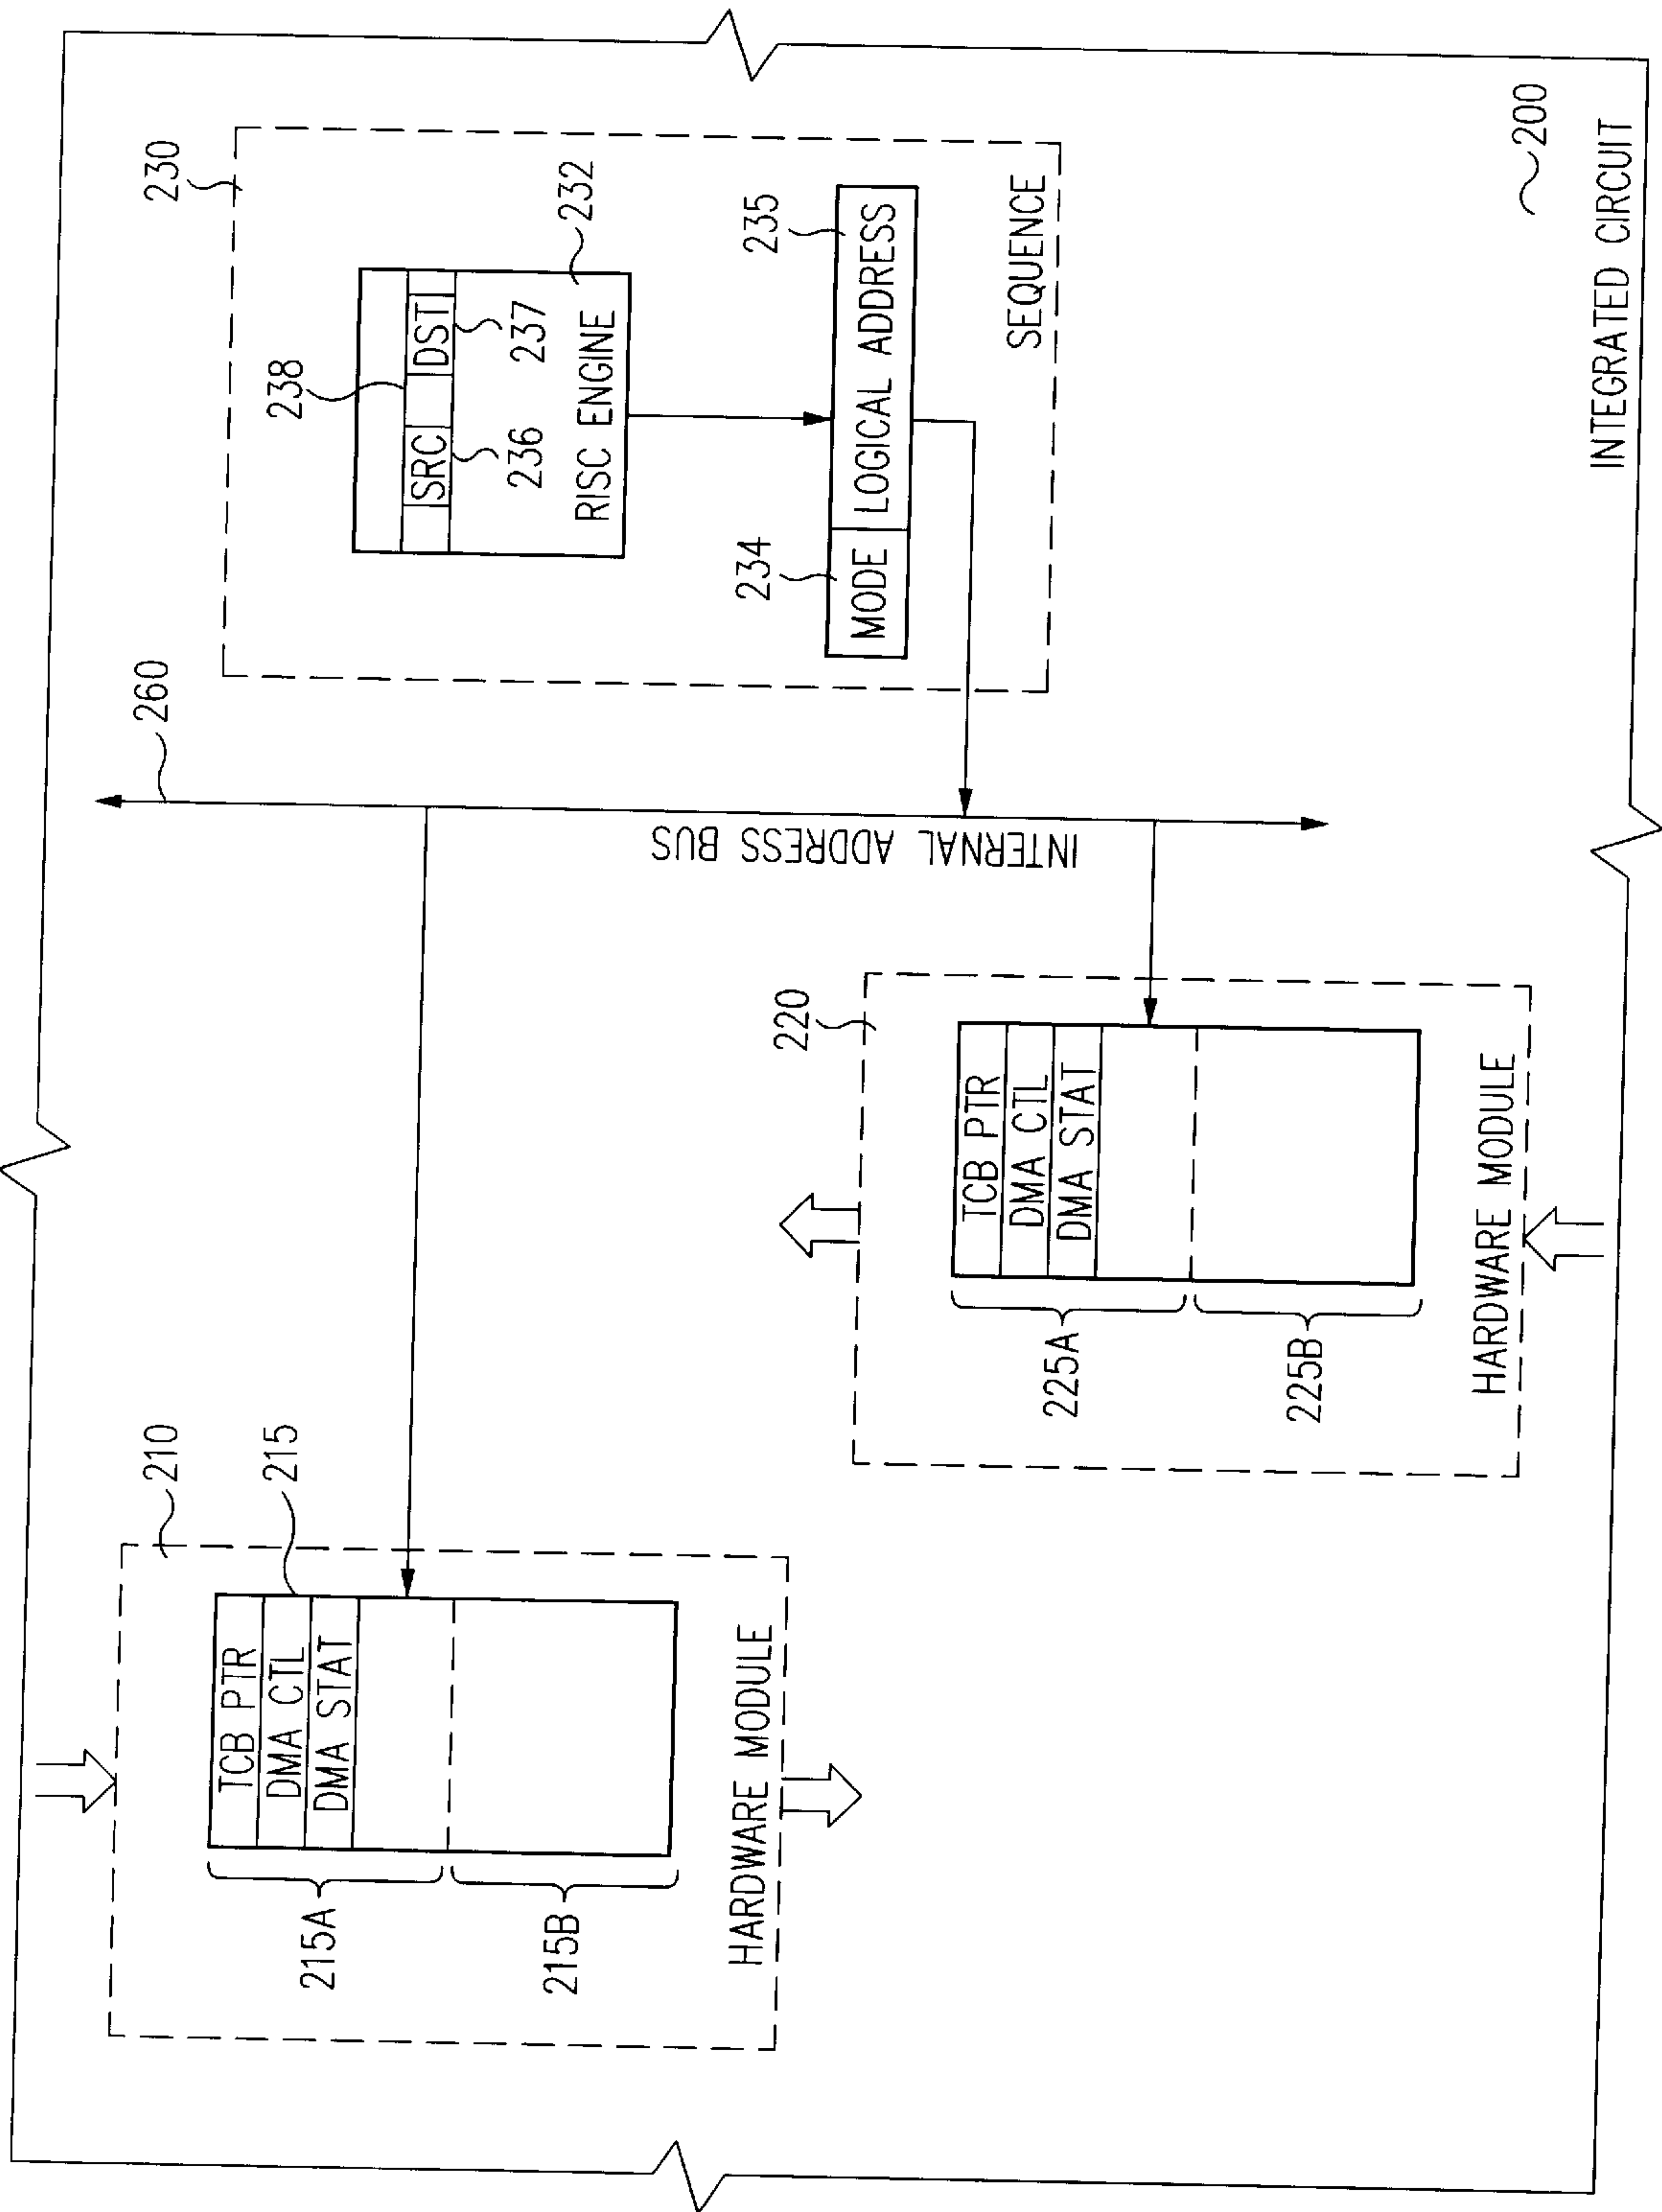 210
215
TCB PTR
DMA CTL
DMA STAT
215A
215B
HARDWARE MODULE
220
TCB PTR
DMA CTL
DMA STAT
225A
225B
HARDWARE MODULE
260
INTERNAL ADDRESS BUS
230
238
SRC DST
236 237
RISC ENGINE
232
234 235
MODE LOGICAL ADDRESS
SEQUENCE
200
INTEGRATED CIRCUIT